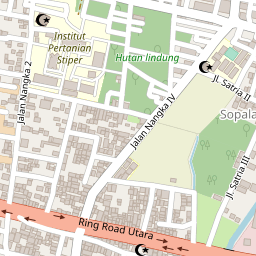 Institut
Pertanian
Stiper
Hutan lindung
Jalan Nangka 2
Jalan Nangka IV
Jl. Satria II
Sopala
Jl. Satria III
Ring Road Utara